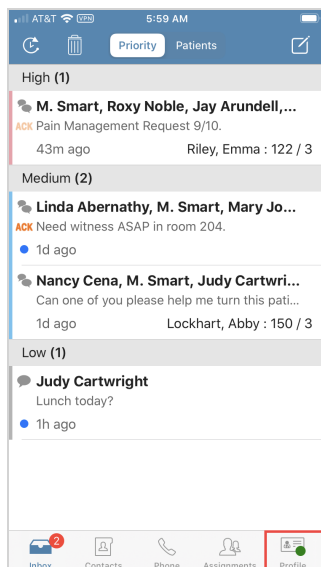 AT&T VPN 5:59 AM
Priority Patients
High (1)
M. Smart, Roxy Noble, Jay Arundell,...
ACK Pain Management Request 9/10.
43m ago Riley, Emma : 122 / 3
Medium (2)
Linda Abernathy, M. Smart, Mary Jo...
ACK Need witness ASAP in room 204.
1d ago
Nancy Cena, M. Smart, Judy Cartwri...
Can one of you please help me turn this pati...
1d ago Lockhart, Abby : 150 / 3
Low (1)
Judy Cartwright
Lunch today?
1h ago
2
Inbox Contacts Phone Assignments Profile